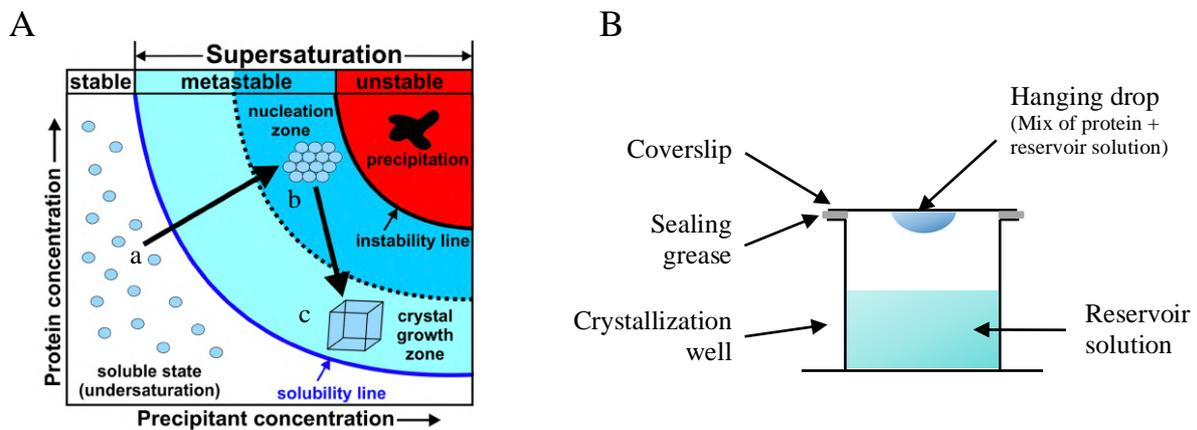 A
Supersaturation
stable
metastable
unstable
nucleation
zone
precipitation
b
a
instability line
c
crystal
growth
zone
soluble state
(undersaturation)
solubility line
Protein concentration
Precipitant concentration
B
Hanging drop
(Mix of protein +
reservoir solution)
Coverslip
Sealing
grease
Crystallization
well
Reservoir
solution